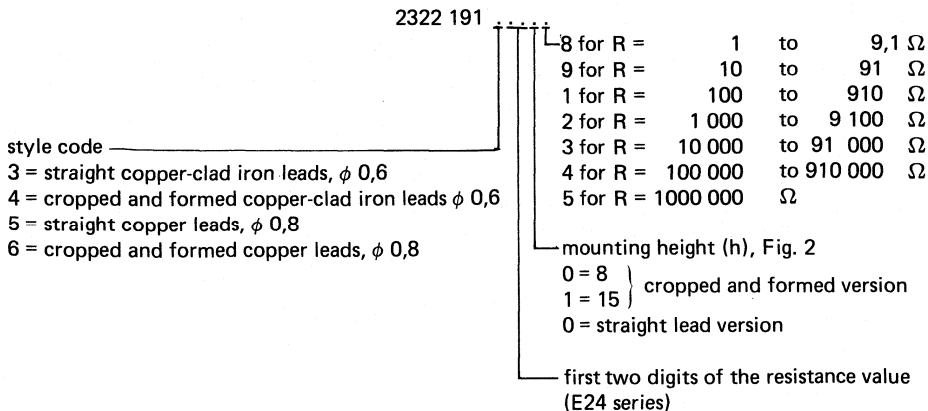 2322 191 . . . . .
8 for R = 1 to 9,1 Ω
9 for R = 10 to 91 Ω
1 for R = 100 to 910 Ω
2 for R = 1 000 to 9 100 Ω
3 for R = 10 000 to 91 000 Ω
4 for R = 100 000 to 910 000 Ω
5 for R = 1000 000 Ω
style code
3 = straight copper-clad iron leads, ϕ 0,6
4 = cropped and formed copper-clad iron leads ϕ 0,6
5 = straight copper leads, ϕ 0,8
6 = cropped and formed copper leads, ϕ 0,8
mounting height (h), Fig. 2
0 = 8
1 = 15
cropped and formed version
0 = straight lead version
first two digits of the resistance value
(E24 series)